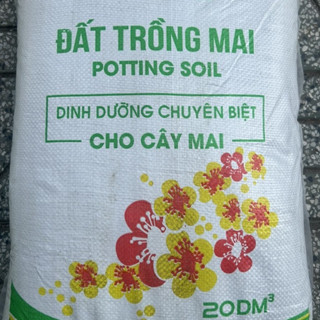 ĐẤT TRỒNG MAI
POTTING SOIL
DINH DƯỠNG CHUYÊN BIỆT
CHO CÂY MAI
20DM³